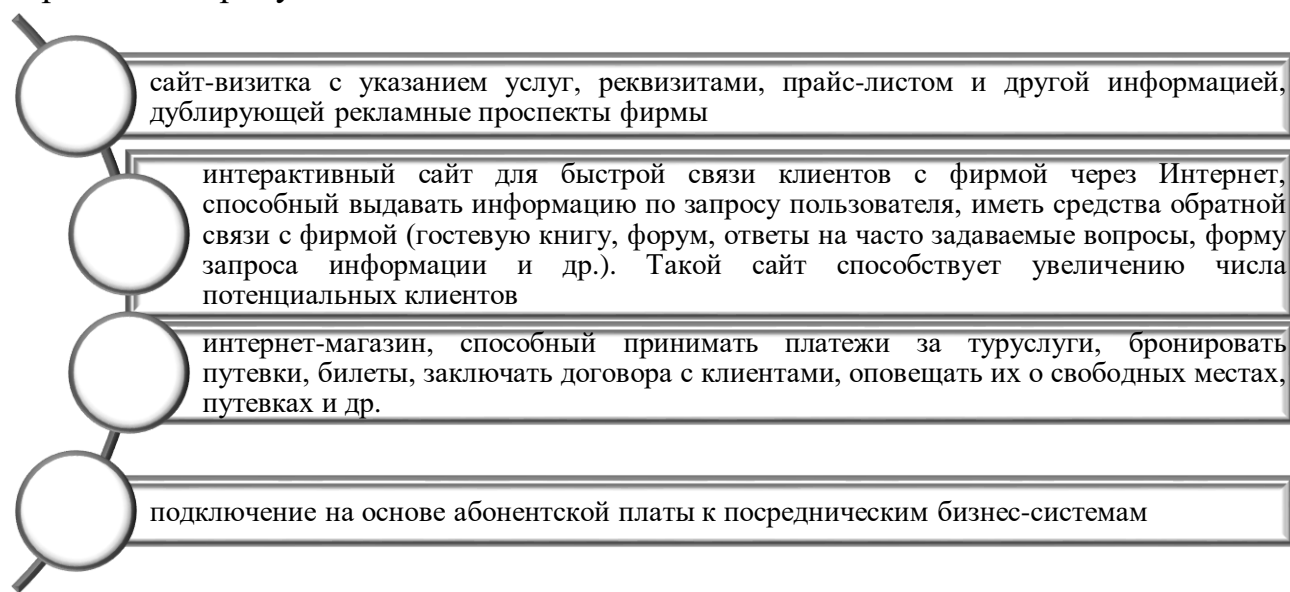 сайт-визитка с указанием услуг, реквизитами, прайс-листом и другой информацией,
дублирующей рекламные проспекты фирмы
интерактивный сайт для быстрой связи клиентов с фирмой через Интернет,
способный выдавать информацию по запросу пользователя, иметь средства обратной
связи с фирмой (гостевую книгу, форум, ответы на часто задаваемые вопросы, форму
запроса информации и др.). Такой сайт способствует увеличению числа
потенциальных клиентов
интернет-магазин, способный принимать платежи за туруслуги, бронировать
путевки, билеты, заключать договора с клиентами, оповещать их о свободных местах,
путевках и др.
подключение на основе абонентской платы к посредническим бизнес-системам